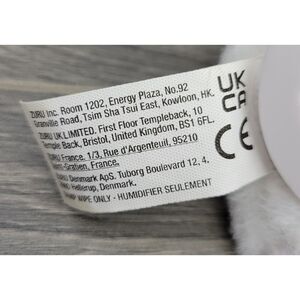 ZURU Inc. Room 1202, Energy Plaza, No.92
Granville Road, Tsim Sha Tsui East, Kowloon, HK.
ZURU UK LIMITED. First Floor Templeback, 10
Temple Back, Bristol, United Kingdom, BS1 6FL.
ZURU France. 1/3, Rue d'Argenteuil, 95210
Saint-Gratien, France.
ZURU Denmark ApS. Tuborg Boulevard 12, 4.
Hellerup, Denmark.
WIPE ONLY - HUMIDIFIER SEULEMENT
UK
CA
CE